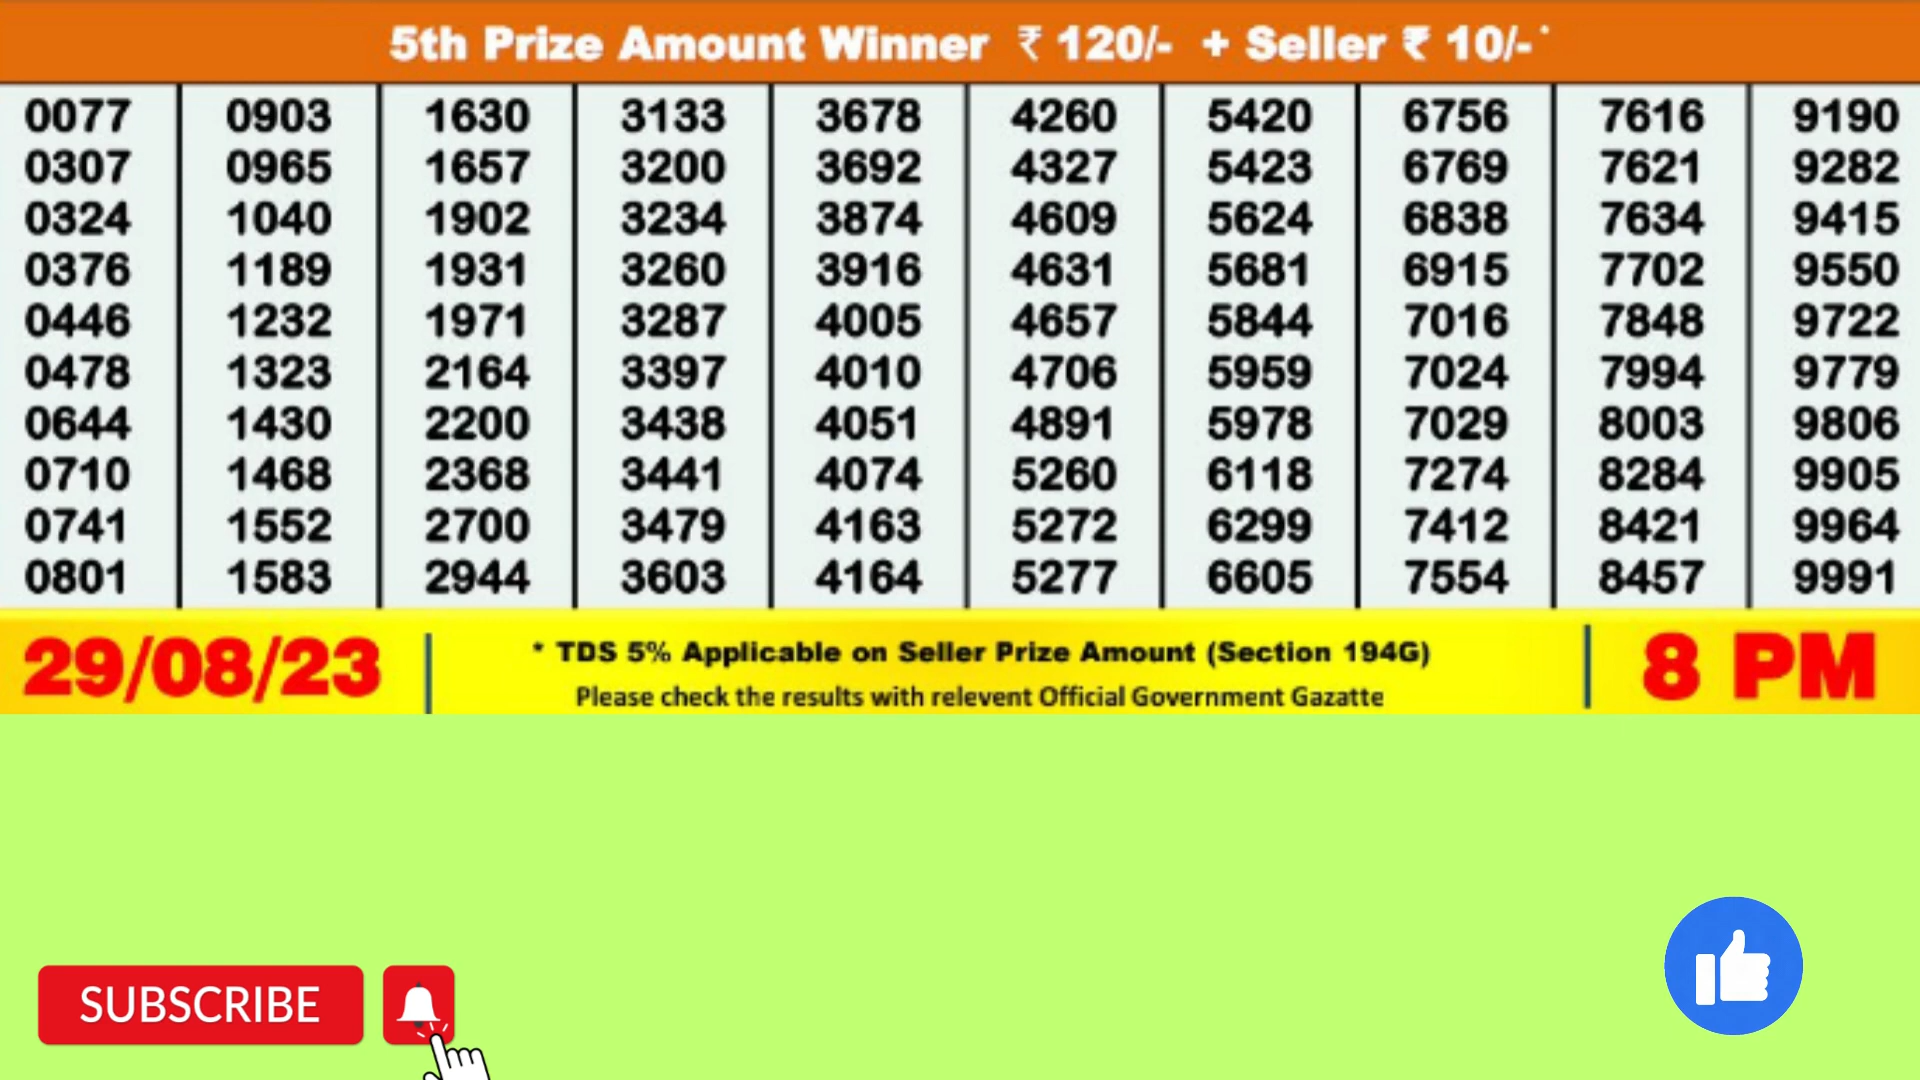 5th Prize Amount Winner ₹ 120/- + Seller ₹ 10/- *
0077 0903 1630 3133 3678 4260 5420 6756 7616 9190
0307 0965 1657 3200 3692 4327 5423 6769 7621 9282
0324 1040 1902 3234 3874 4609 5624 6838 7634 9415
0376 1189 1931 3260 3916 4631 5681 6915 7702 9550
0446 1232 1971 3287 4005 4657 5844 7016 7848 9722
0478 1323 2164 3397 4010 4706 5959 7024 7994 9779
0644 1430 2200 3438 4051 4891 5978 7029 8003 9806
0710 1468 2368 3441 4074 5260 6118 7274 8284 9905
0741 1552 2700 3479 4163 5272 6299 7412 8421 9964
0801 1583 2944 3603 4164 5277 6605 7554 8457 9991
29/08/23
* TDS 5% Applicable on Seller Prize Amount (Section 194G)
Please check the results with relevent Official Government Gazatte
8 PM
SUBSCRIBE